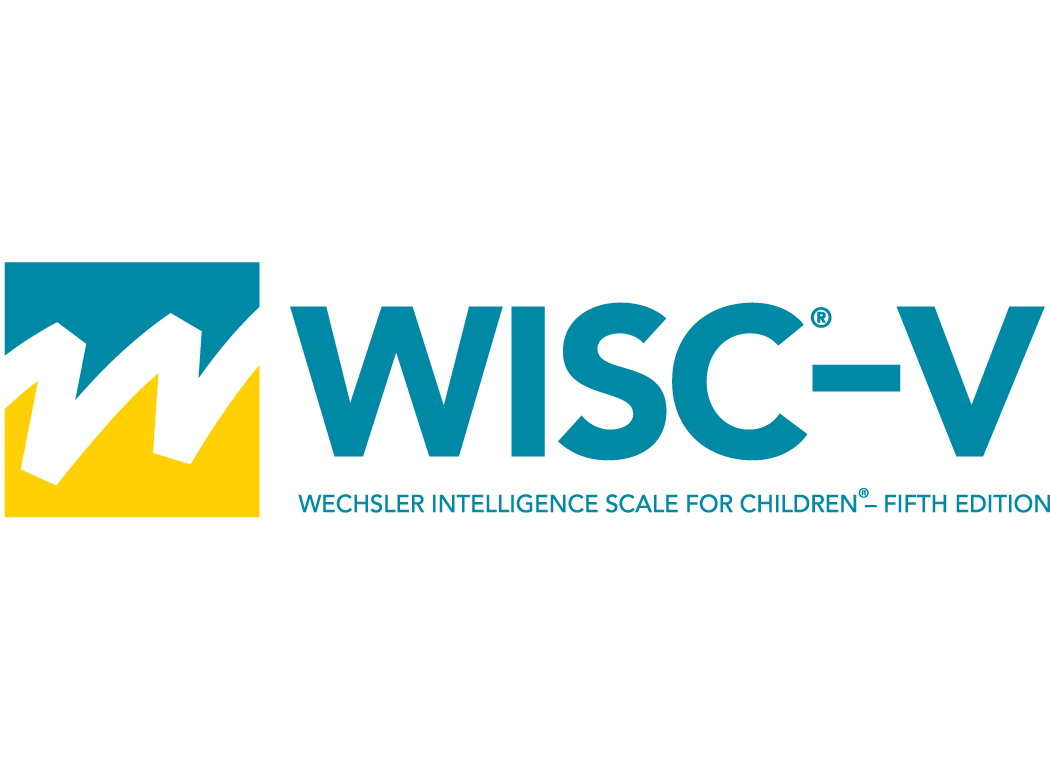 WISC®–V
WECHSLER INTELLIGENCE SCALE FOR CHILDREN®– FIFTH EDITION